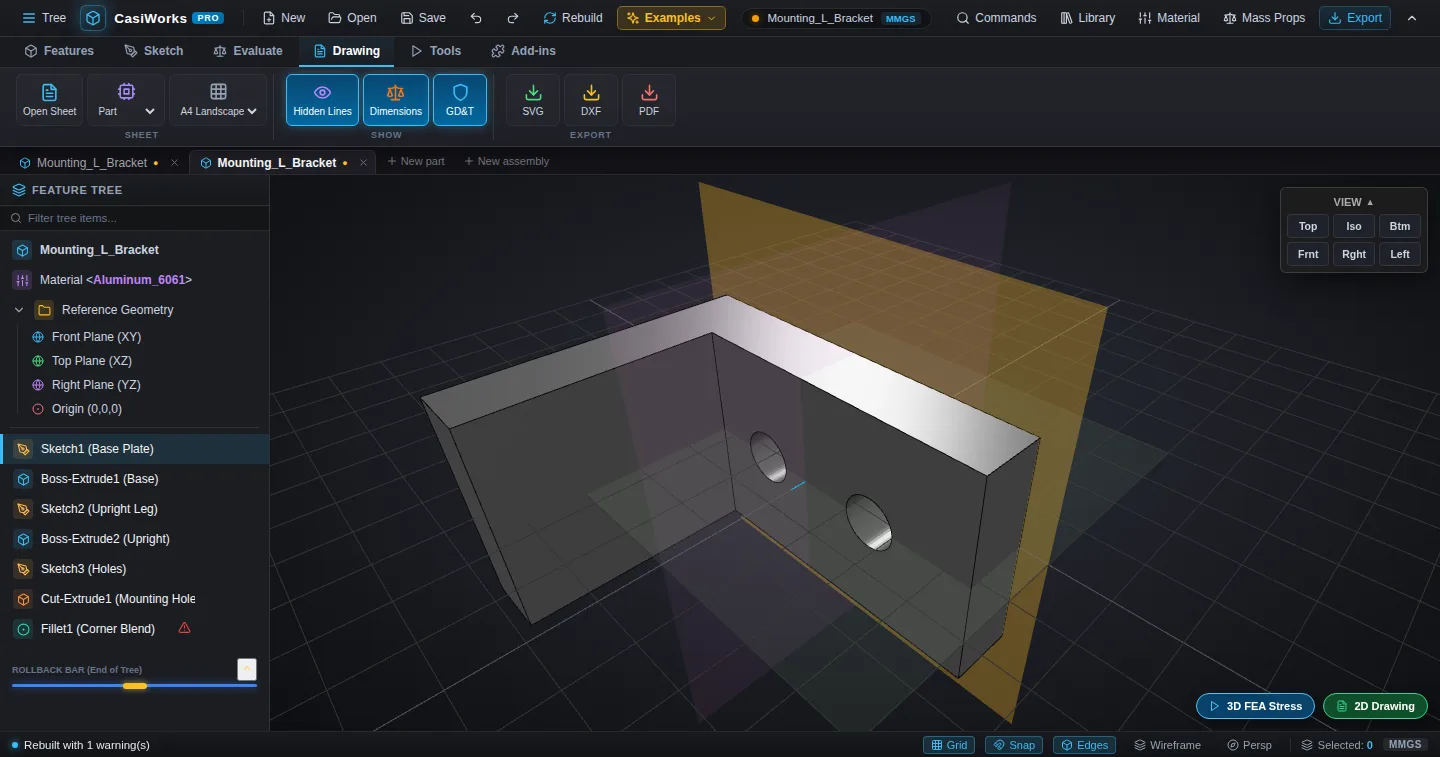 Tree
CasiWorks PRO
New
Open
Save
Rebuild
Examples
Mounting_L_Bracket MMGS
Commands
Library
Material
Mass Props
Export
Features
Sketch
Evaluate
Drawing
Tools
Add-ins
Open Sheet
Part
A4 Landscape
Hidden Lines
Dimensions
GD&T
SVG
DXF
PDF
SHEET
SHOW
EXPORT
Mounting_L_Bracket
Mounting_L_Bracket
New part
New assembly
FEATURE TREE
Filter tree items...
Mounting_L_Bracket
Material <Aluminum_6061>
Reference Geometry
Front Plane (XY)
Top Plane (XZ)
Right Plane (YZ)
Origin (0,0,0)
Sketch1 (Base Plate)
Boss-Extrude1 (Base)
Sketch2 (Upright Leg)
Boss-Extrude2 (Upright)
Sketch3 (Holes)
Cut-Extrude1 (Mounting Hole
Fillet1 (Corner Blend)
ROLLBACK BAR (End of Tree)
VIEW ▲
Top
Iso
Btm
Frnt
Rght
Left
3D FEA Stress
2D Drawing
Rebuilt with 1 warning(s)
Grid
Snap
Edges
Wireframe
Persp
Selected: 0
MMGS